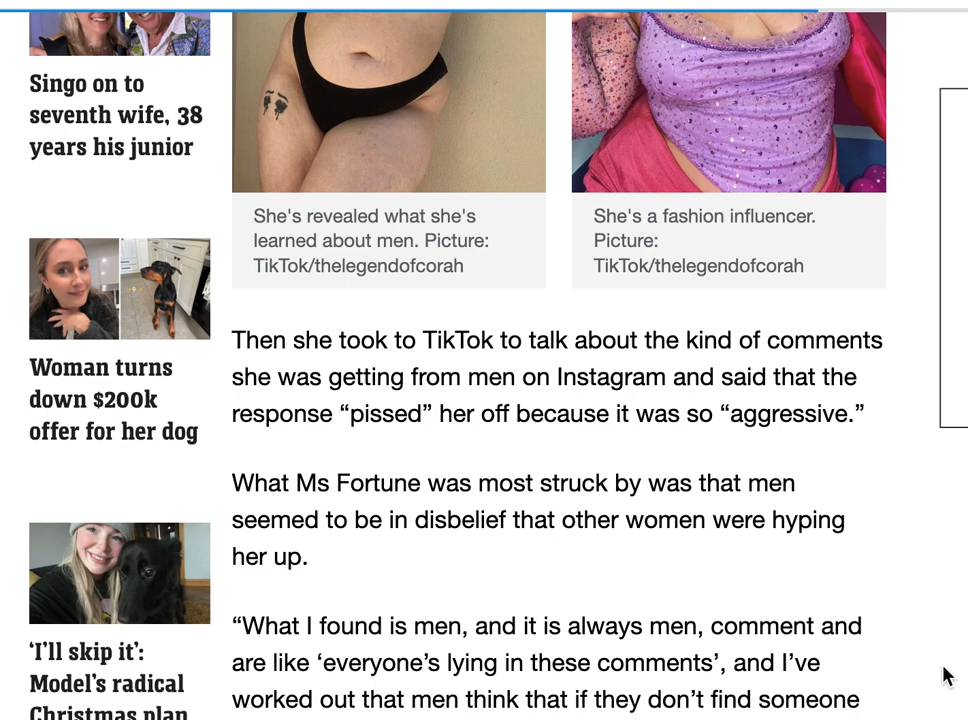 Singo on to
seventh wife, 38
years his junior
Woman turns
down $200k
offer for her dog
‘I’ll skip it’:
Model’s radical
Christmas plan
She's revealed what she's
learned about men. Picture:
TikTok/thelegendofcorah
She's a fashion influencer.
Picture:
TikTok/thelegendofcorah
Then she took to TikTok to talk about the kind of comments
she was getting from men on Instagram and said that the
response “pissed” her off because it was so “aggressive.”
What Ms Fortune was most struck by was that men
seemed to be in disbelief that other women were hyping
her up.
“What I found is men, and it is always men, comment and
are like ‘everyone’s lying in these comments’, and I’ve
worked out that men think that if they don’t find someone